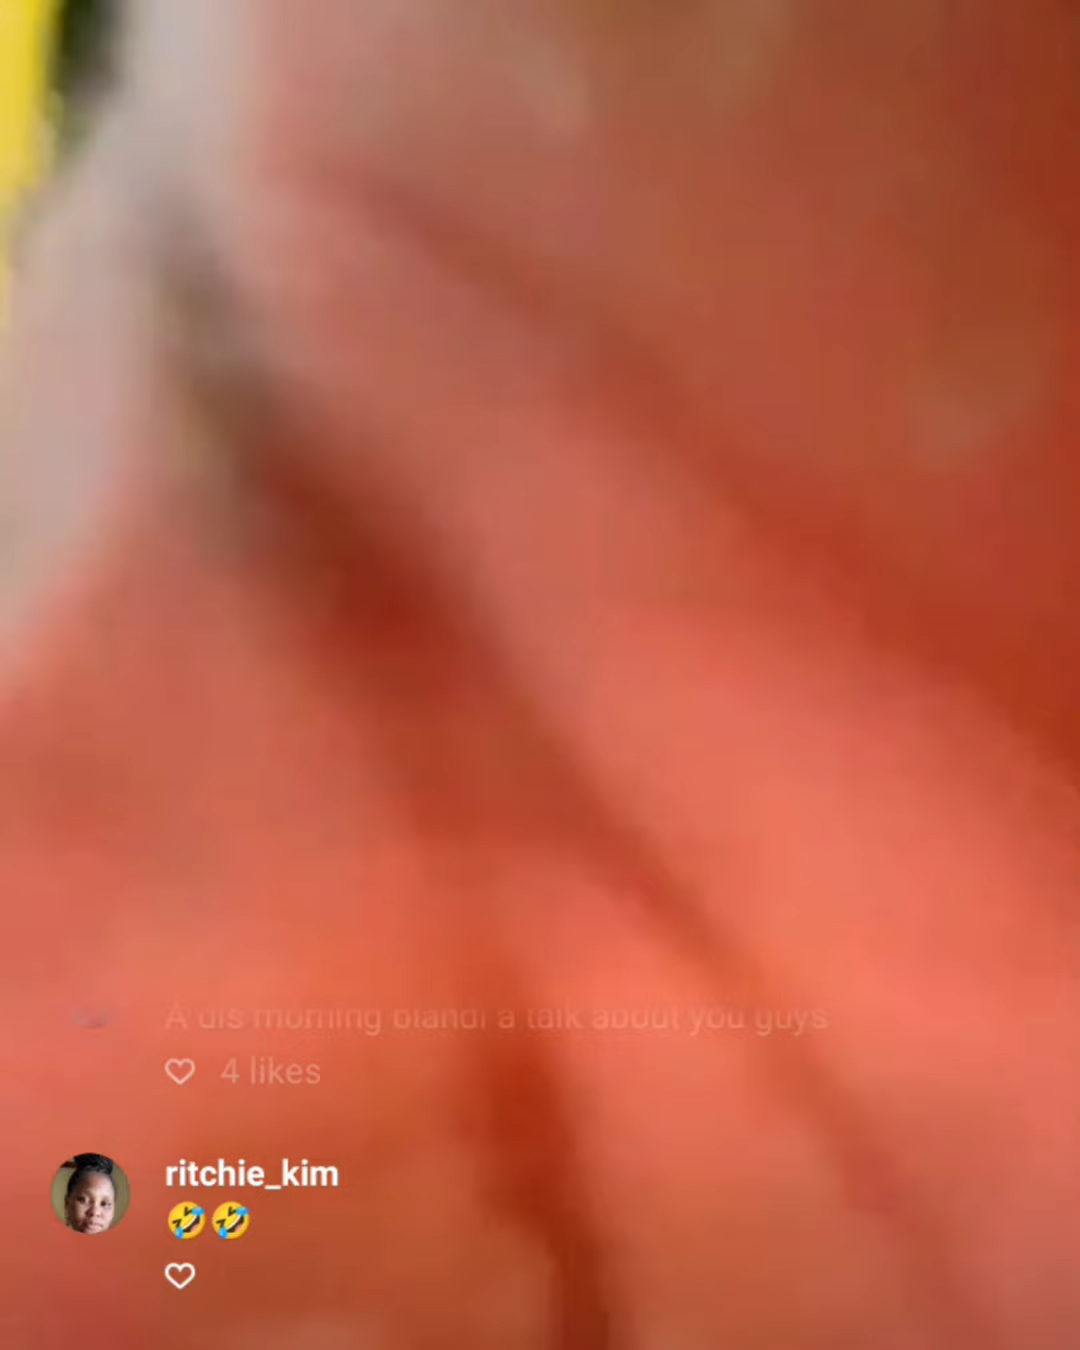 A dis morning olandi a talk about you guys
4 likes
ritchie_kim
🤣🤣